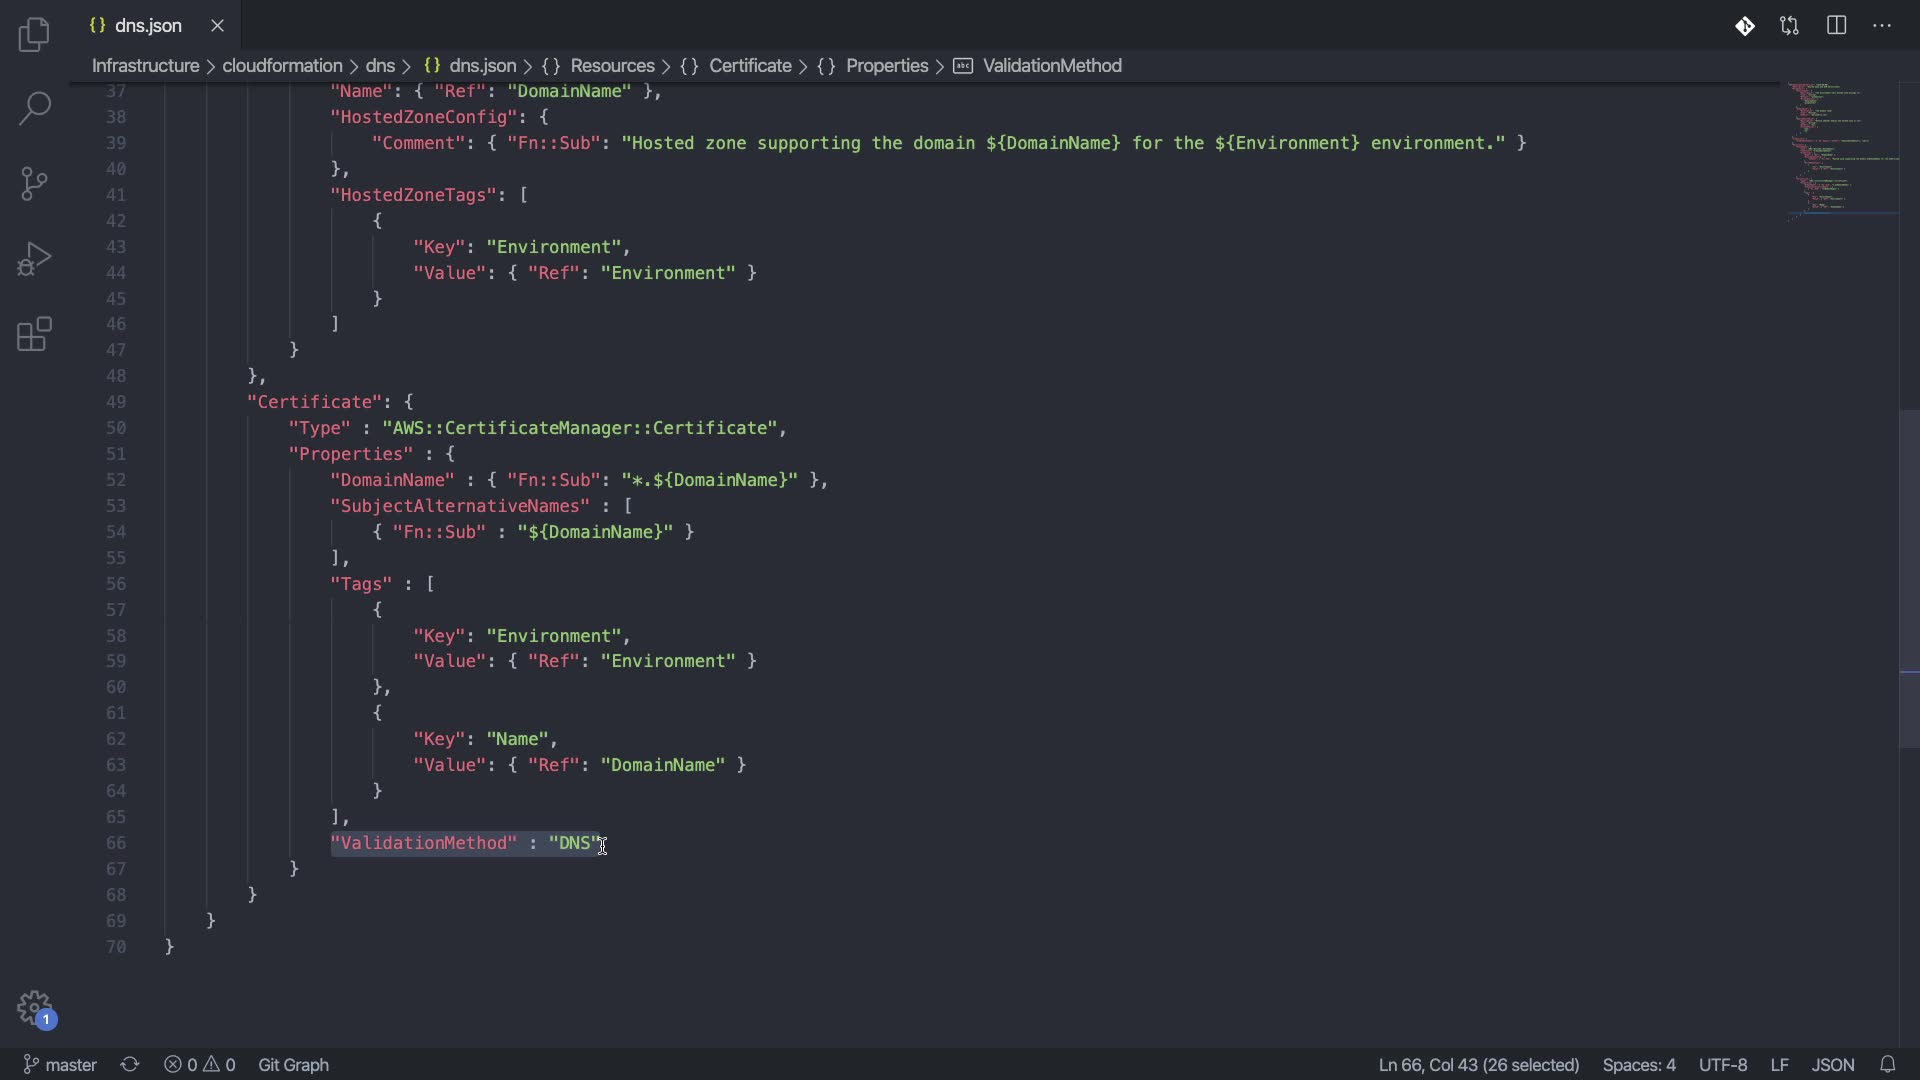 dns.json
Infrastructure > cloudformation > dns > {} dns.json > {} Resources > {} Certificate > {} Properties > abc ValidationMethod
37 "Name": { "Ref": "DomainName" },
38 "HostedZoneConfig": {
39 "Comment": { "Fn::Sub": "Hosted zone supporting the domain ${DomainName} for the ${Environment} environment." }
40 },
41 "HostedZoneTags": [
42 {
43 "Key": "Environment",
44 "Value": { "Ref": "Environment" }
45 }
46 ]
47 }
48 },
49 "Certificate": {
50 "Type" : "AWS::CertificateManager::Certificate",
51 "Properties" : {
52 "DomainName" : { "Fn::Sub": "*.${DomainName}" },
53 "SubjectAlternativeNames" : [
54 { "Fn::Sub" : "${DomainName}" }
55 ],
56 "Tags" : [
57 {
58 "Key": "Environment",
59 "Value": { "Ref": "Environment" }
60 },
61 {
62 "Key": "Name",
63 "Value": { "Ref": "DomainName" }
64 }
65 ],
66 "ValidationMethod" : "DNS"
67 }
68 }
69 }
70 }
1
master 0 0 Git Graph Ln 66, Col 43 (26 selected) Spaces: 4 UTF-8 LF JSON